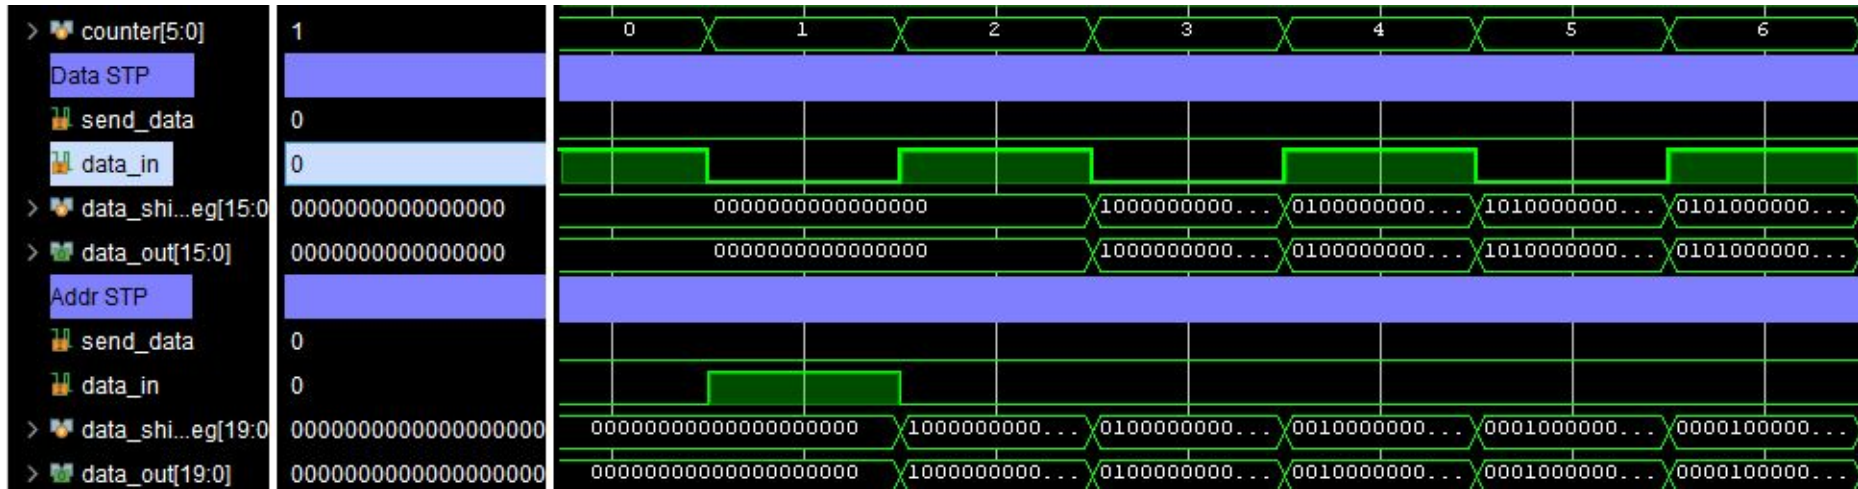 counter[5:0] 1 0 1 2 3 4 5 6
Data STP
send_data 0
data_in 0
data_shi...eg[15:0 0000000000000000 0000000000000000 1000000000... 0100000000... 1010000000... 0101000000...
data_out[15:0] 0000000000000000 0000000000000000 1000000000... 0100000000... 1010000000... 0101000000...
Addr STP
send_data 0
data_in 0
data_shi...eg[19:0 00000000000000000000 00000000000000000000 1000000000... 0100000000... 0010000000... 0001000000... 0000100000...
data_out[19:0] 00000000000000000000 00000000000000000000 1000000000... 0100000000... 0010000000... 0001000000... 0000100000...